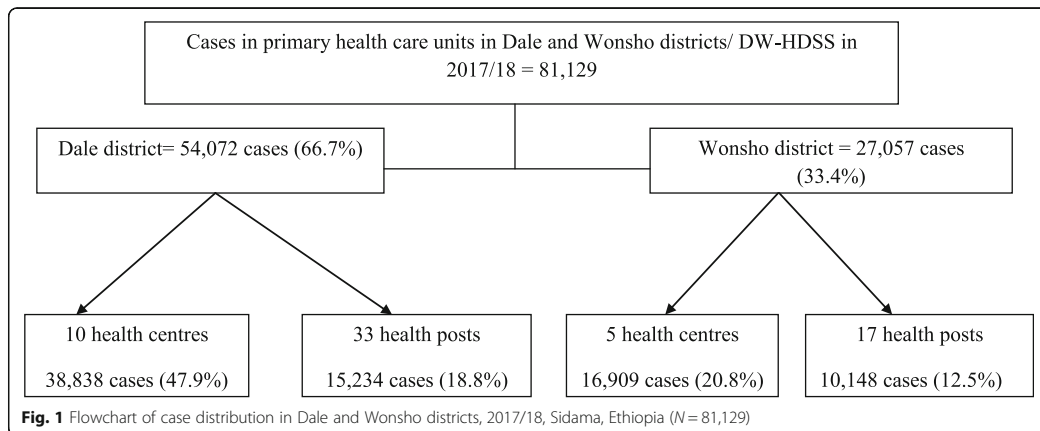 Cases in primary health care units in Dale and Wonsho districts/ DW-HDSS in
2017/18 = 81,129
Dale district= 54,072 cases (66.7%)
Wonsho district = 27,057 cases
(33.4%)
10 health centres
38,838 cases (47.9%)
33 health posts
15,234 cases (18.8%)
5 health centres
16,909 cases (20.8%)
17 health posts
10,148 cases (12.5%)
Fig. 1 Flowchart of case distribution in Dale and Wonsho districts, 2017/18, Sidama, Ethiopia (N = 81,129)